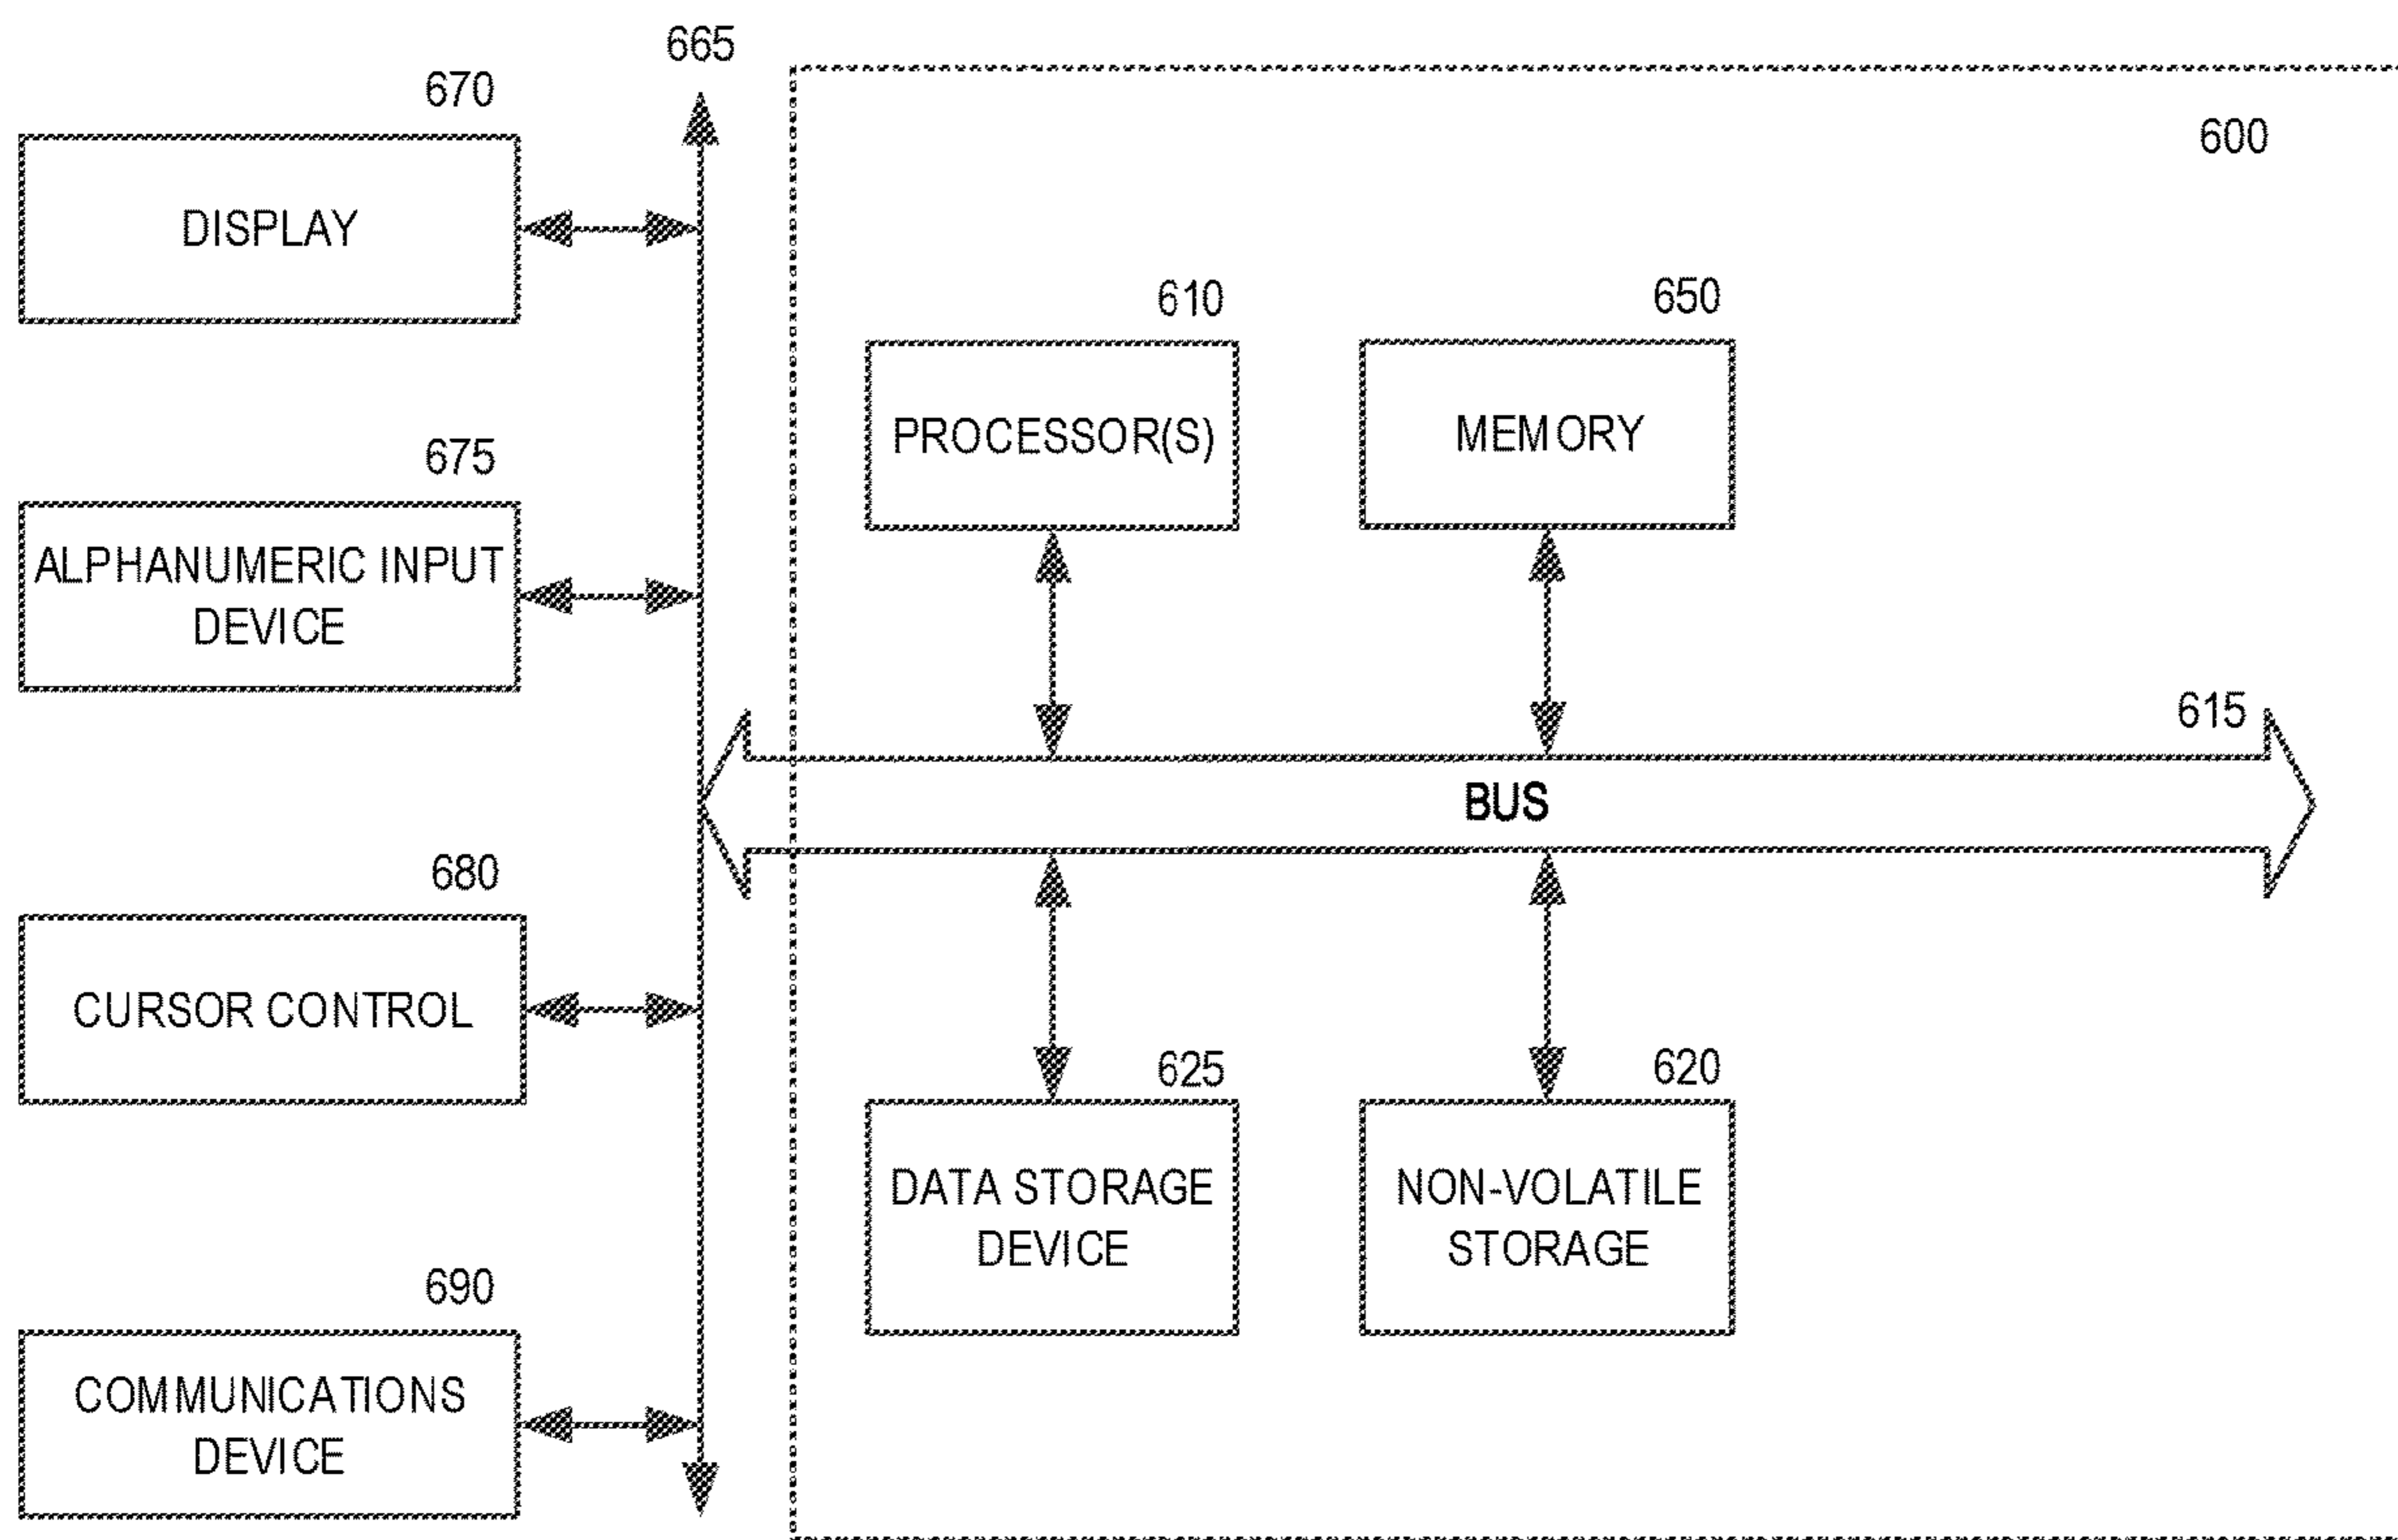 665
670
600
DISPLAY
610
650
PROCESSOR(S)
MEMORY
675
ALPHANUMERIC INPUT
DEVICE
615
BUS
680
CURSOR CONTROL
625
620
DATA STORAGE
DEVICE
NON-VOLATILE
STORAGE
690
COMMUNICATIONS
DEVICE